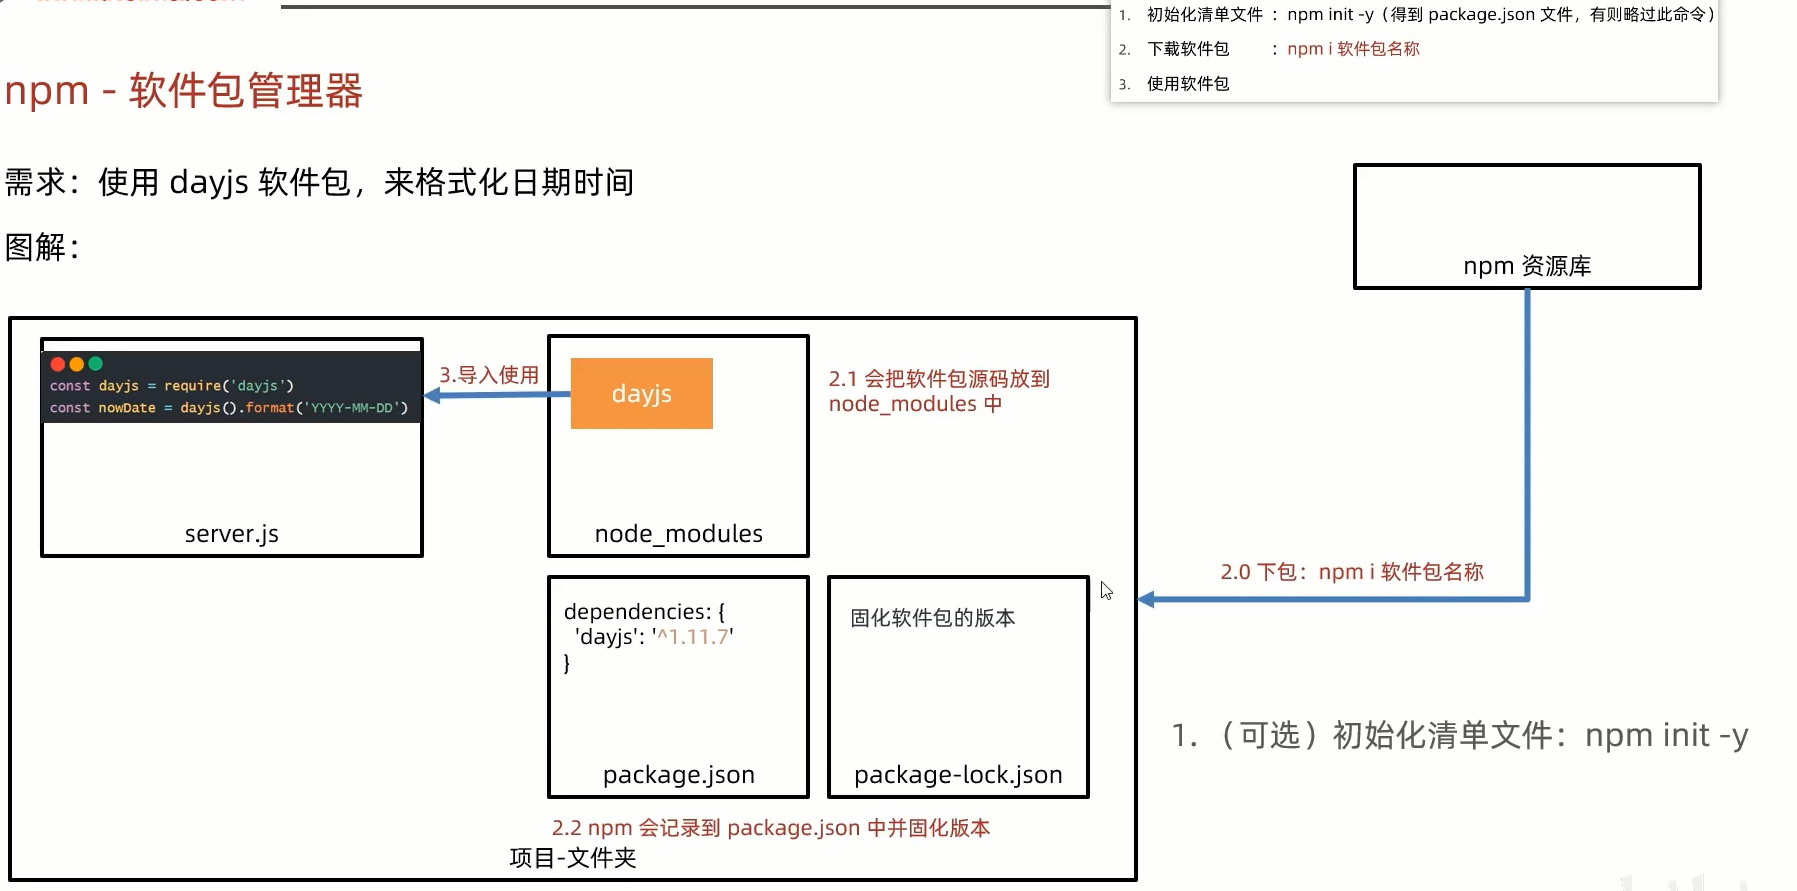 1. 初始化清单文件 ：npm init -y（得到 package.json 文件，有则略过此命令）
2. 下载软件包 ：npm i 软件包名称
3. 使用软件包
npm - 软件包管理器
需求：使用 dayjs 软件包，来格式化日期时间
图解：
npm 资源库
const dayjs = require('dayjs')
const nowDate = dayjs().format('YYYY-MM-DD')
server.js
3.导入使用
dayjs
node_modules
2.1 会把软件包源码放到
node_modules 中
2.0 下包：npm i 软件包名称
dependencies: {
'dayjs': '^1.11.7'
}
package.json
固化软件包的版本
package-lock.json
1. （可选）初始化清单文件：npm init -y
2.2 npm 会记录到 package.json 中并固化版本
项目-文件夹